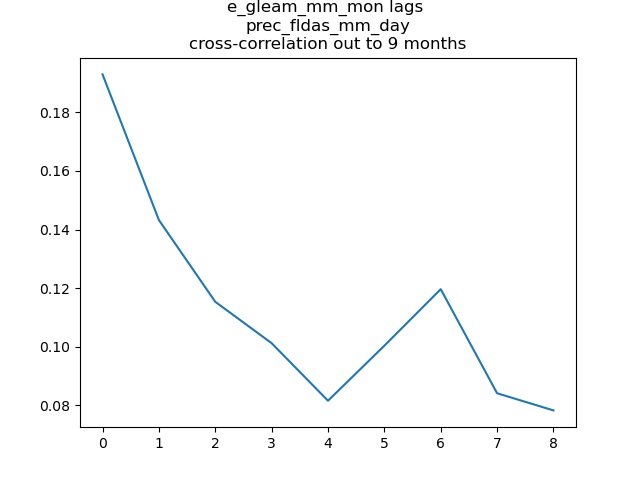 e_gleam_mm_mon lags
prec_fldas_mm_day
cross-correlation out to 9 months
0.18
0.16
0.14
0.12
0.10
0.08
0 1 2 3 4 5 6 7 8